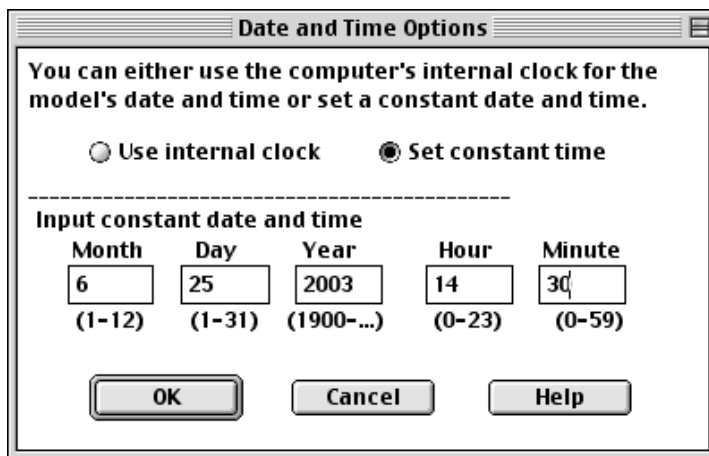 Date and Time Options
You can either use the computer's internal clock for the
model's date and time or set a constant date and time.
Use internal clock Set constant time
Input constant date and time
Month Day Year Hour Minute
6 25 2003 14 30
(1-12) (1-31) (1900-...) (0-23) (0-59)
OK Cancel Help